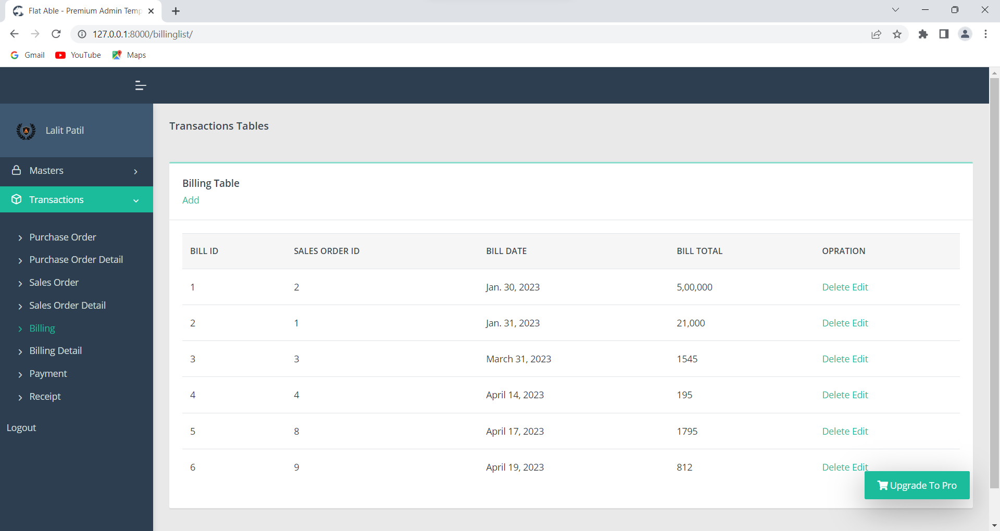 Flat Able - Premium Admin Temp
127.0.0.1:8000/billinglist/
Gmail YouTube Maps
Lalit Patil
Masters
Transactions
Purchase Order
Purchase Order Detail
Sales Order
Sales Order Detail
Billing
Billing Detail
Payment
Receipt
Logout
Transactions Tables
Billing Table
Add
BILL ID SALES ORDER ID BILL DATE BILL TOTAL OPRATION
1 2 Jan. 30, 2023 5,00,000 Delete Edit
2 1 Jan. 31, 2023 21,000 Delete Edit
3 3 March 31, 2023 1545 Delete Edit
4 4 April 14, 2023 195 Delete Edit
5 8 April 17, 2023 1795 Delete Edit
6 9 April 19, 2023 812 Delete Edit
Upgrade To Pro